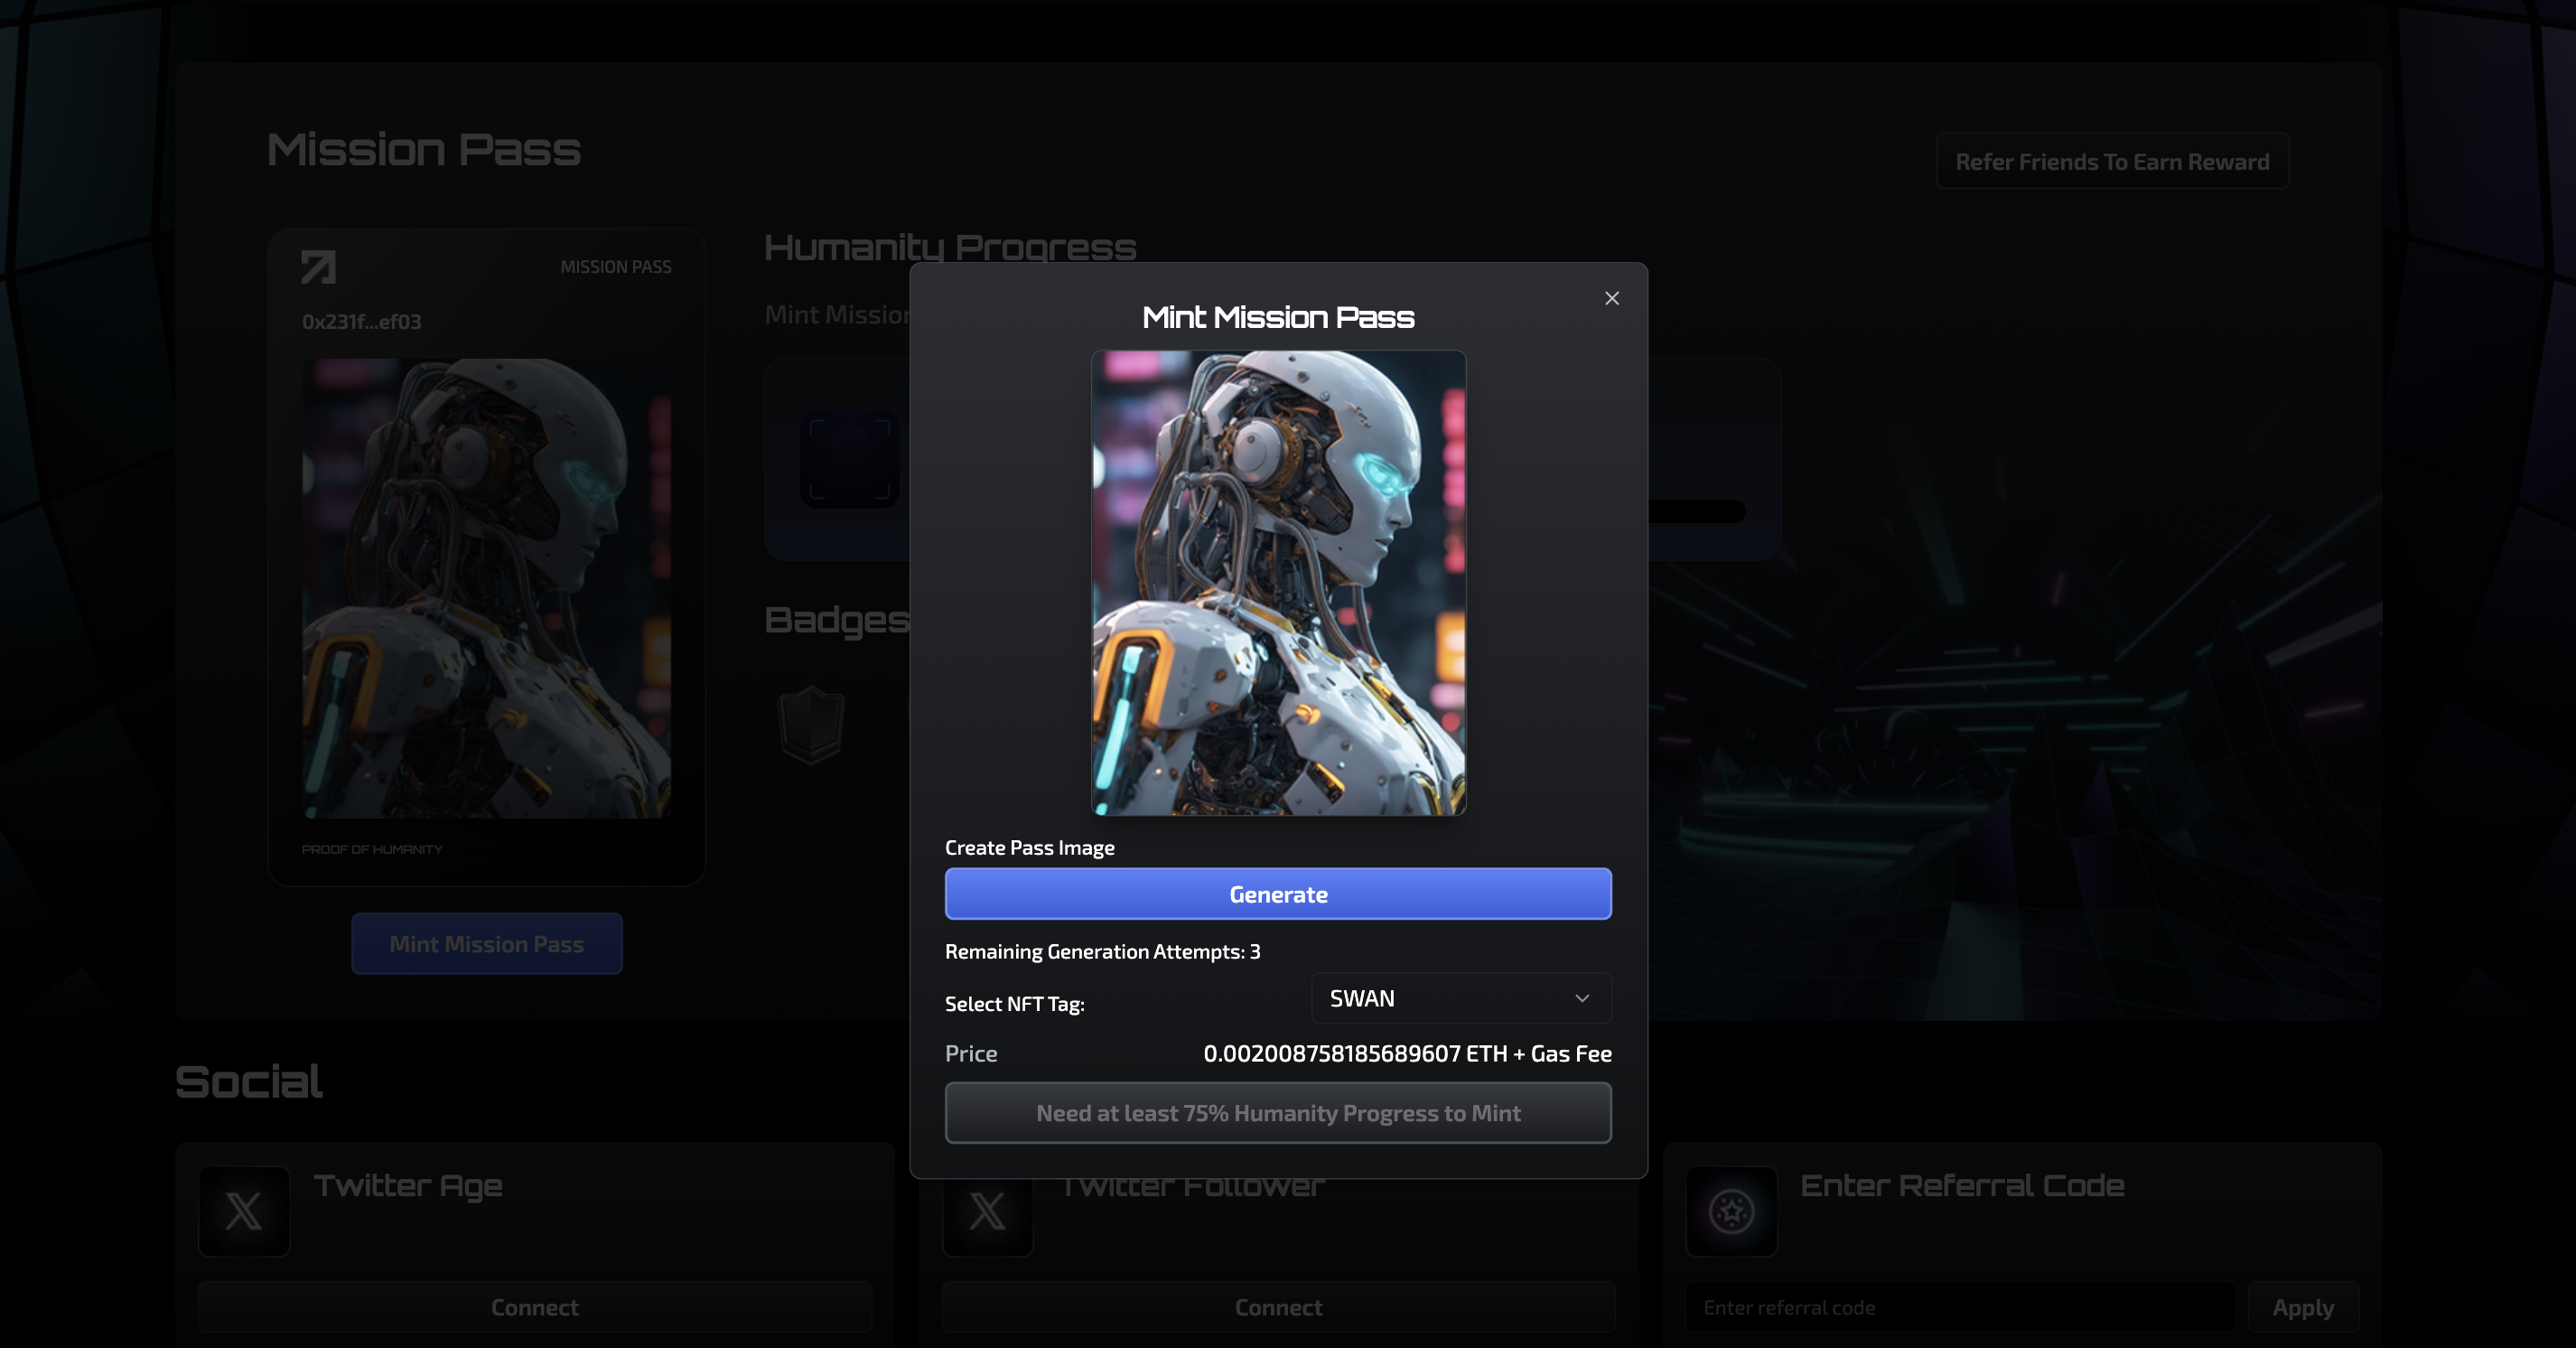 Mission Pass
Refer Friends To Earn Reward
MISSION PASS
0x231f...ef03
PROOF OF HUMANITY
Mint Mission Pass
Humanity Progress
Mint Mission
Badges
Mint Mission Pass
Create Pass Image
Generate
Remaining Generation Attempts: 3
Select NFT Tag:
SWAN
Price
0.002008758185689607 ETH + Gas Fee
Need at least 75% Humanity Progress to Mint
Social
Twitter Age
Connect
Twitter Follower
Connect
Enter Referral Code
Enter referral code
Apply